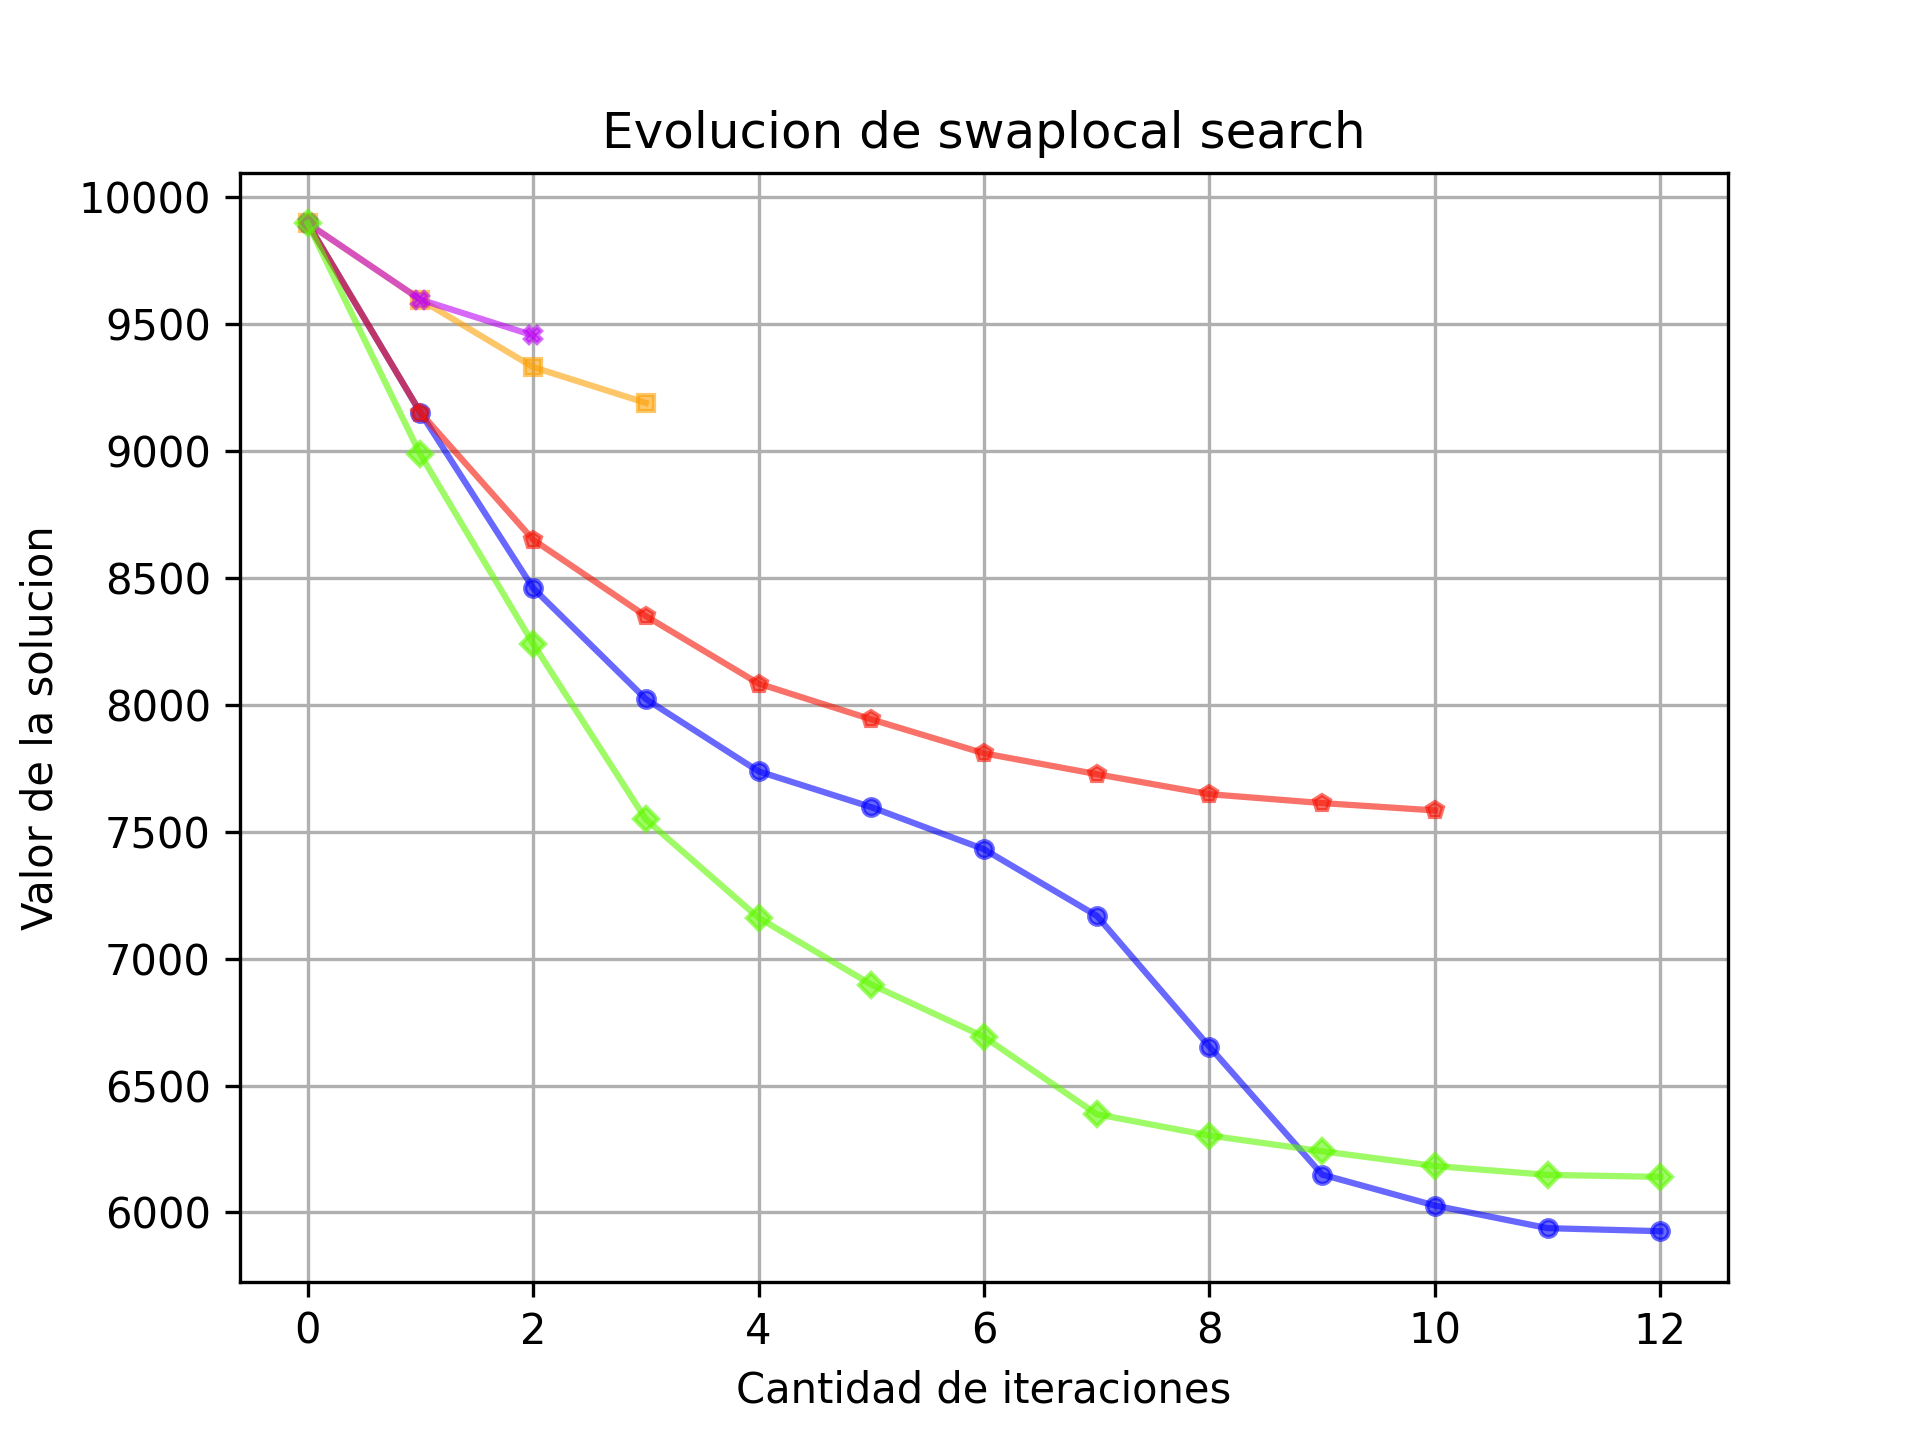 Evolucion de swaplocal search
10000
9500
9000
8500
8000
7500
7000
6500
6000
Valor de la solucion
0 2 4 6 8 10 12
Cantidad de iteraciones